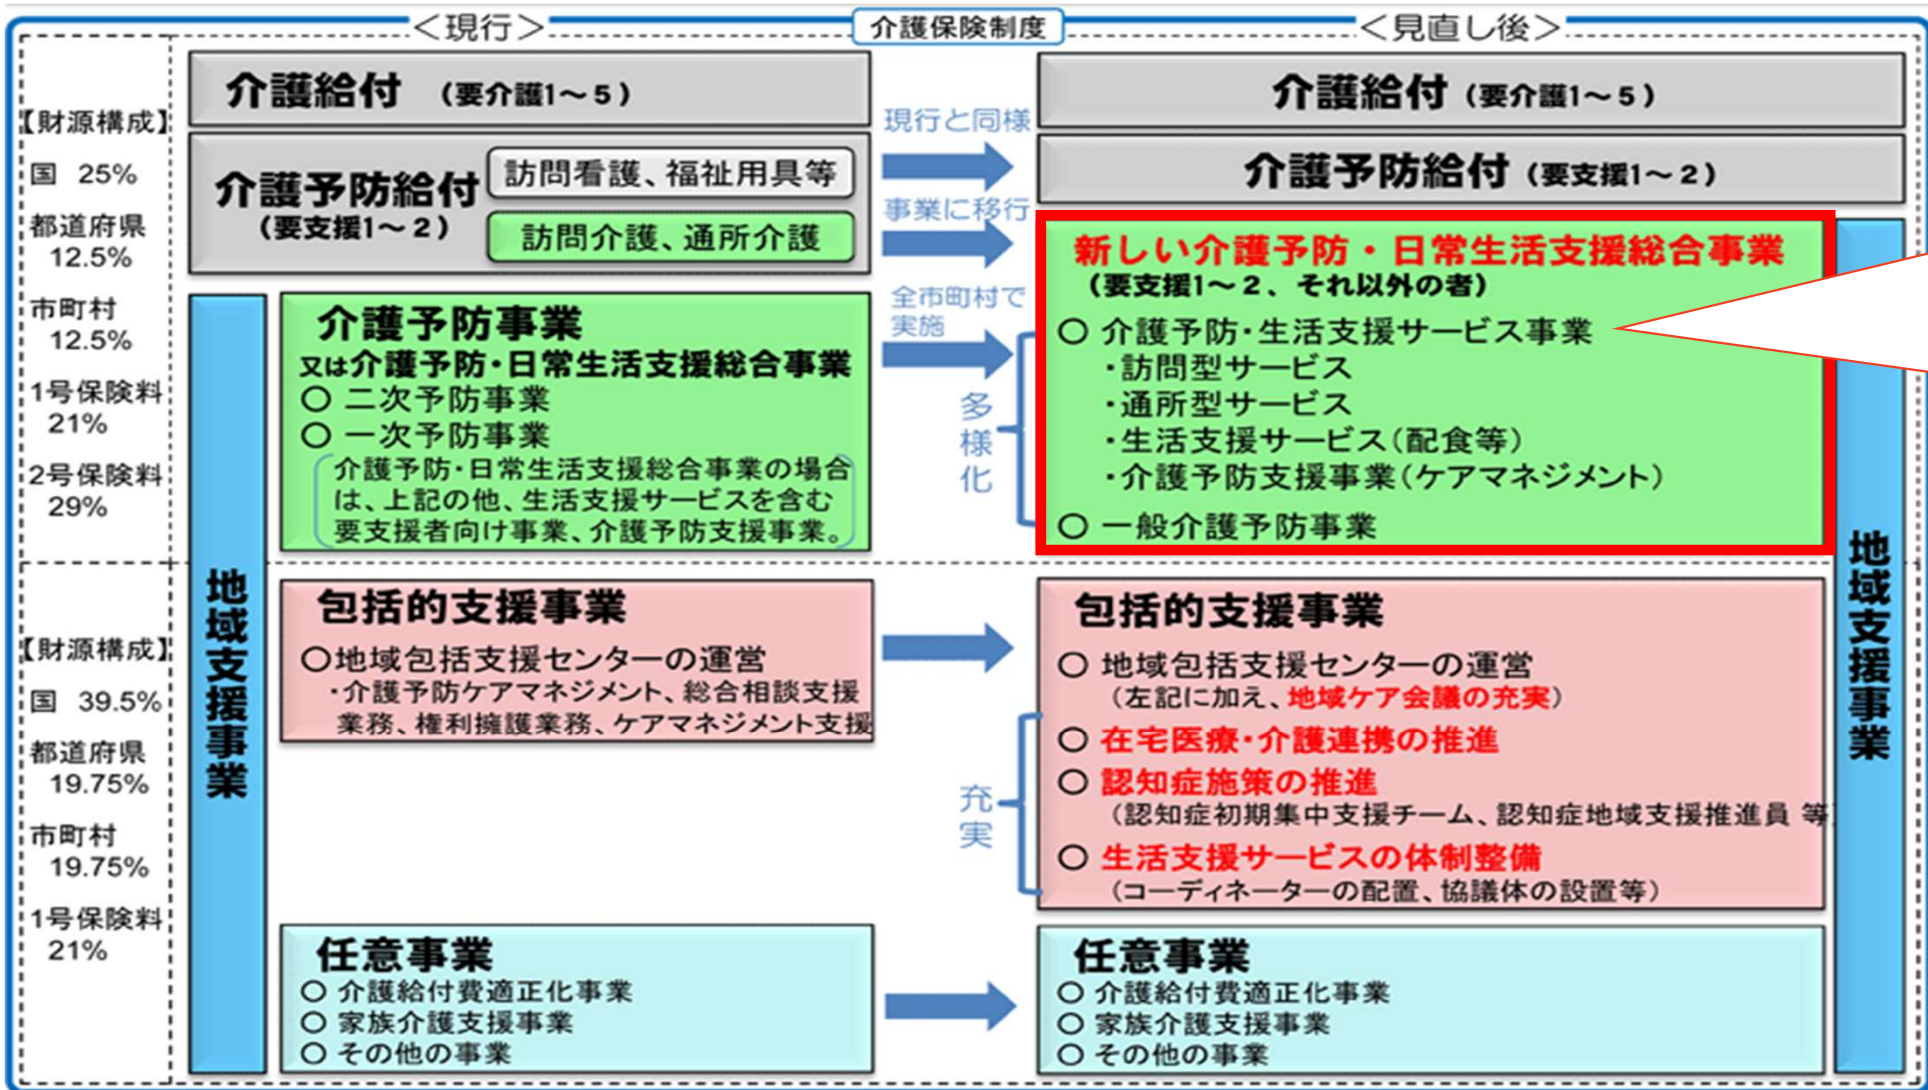 ＜現行＞
介護保険制度
＜見直し後＞
【財源構成】
国 25%
都道府県
12.5%
市町村
12.5%
1号保険料
21%
2号保険料
29%
【財源構成】
国 39.5%
都道府県
19.75%
市町村
19.75%
1号保険料
21%
介護給付 （要介護1～5）
介護予防給付
（要支援1～2）
訪問看護、福祉用具等
訪問介護、通所介護
地域支援事業
介護予防事業
又は介護予防・日常生活支援総合事業
○ 二次予防事業
○ 一次予防事業
介護予防・日常生活支援総合事業の場合
は、上記の他、生活支援サービスを含む
要支援者向け事業、介護予防支援事業。
包括的支援事業
○地域包括支援センターの運営
・介護予防ケアマネジメント、総合相談支援
業務、権利擁護業務、ケアマネジメント支援
任意事業
○ 介護給付費適正化事業
○ 家族介護支援事業
○ その他の事業
現行と同様
事業に移行
全市町村で
実施
多様化
充実
介護給付（要介護1～5）
介護予防給付（要支援1～2）
新しい介護予防・日常生活支援総合事業
（要支援1～2、それ以外の者）
○ 介護予防・生活支援サービス事業
・訪問型サービス
・通所型サービス
・生活支援サービス（配食等）
・介護予防支援事業（ケアマネジメント）
○ 一般介護予防事業
包括的支援事業
○ 地域包括支援センターの運営
（左記に加え、地域ケア会議の充実）
○ 在宅医療・介護連携の推進
○ 認知症施策の推進
（認知症初期集中支援チーム、認知症地域支援推進員 等）
○ 生活支援サービスの体制整備
（コーディネーターの配置、協議体の設置等）
任意事業
○ 介護給付費適正化事業
○ 家族介護支援事業
○ その他の事業
地域支援事業